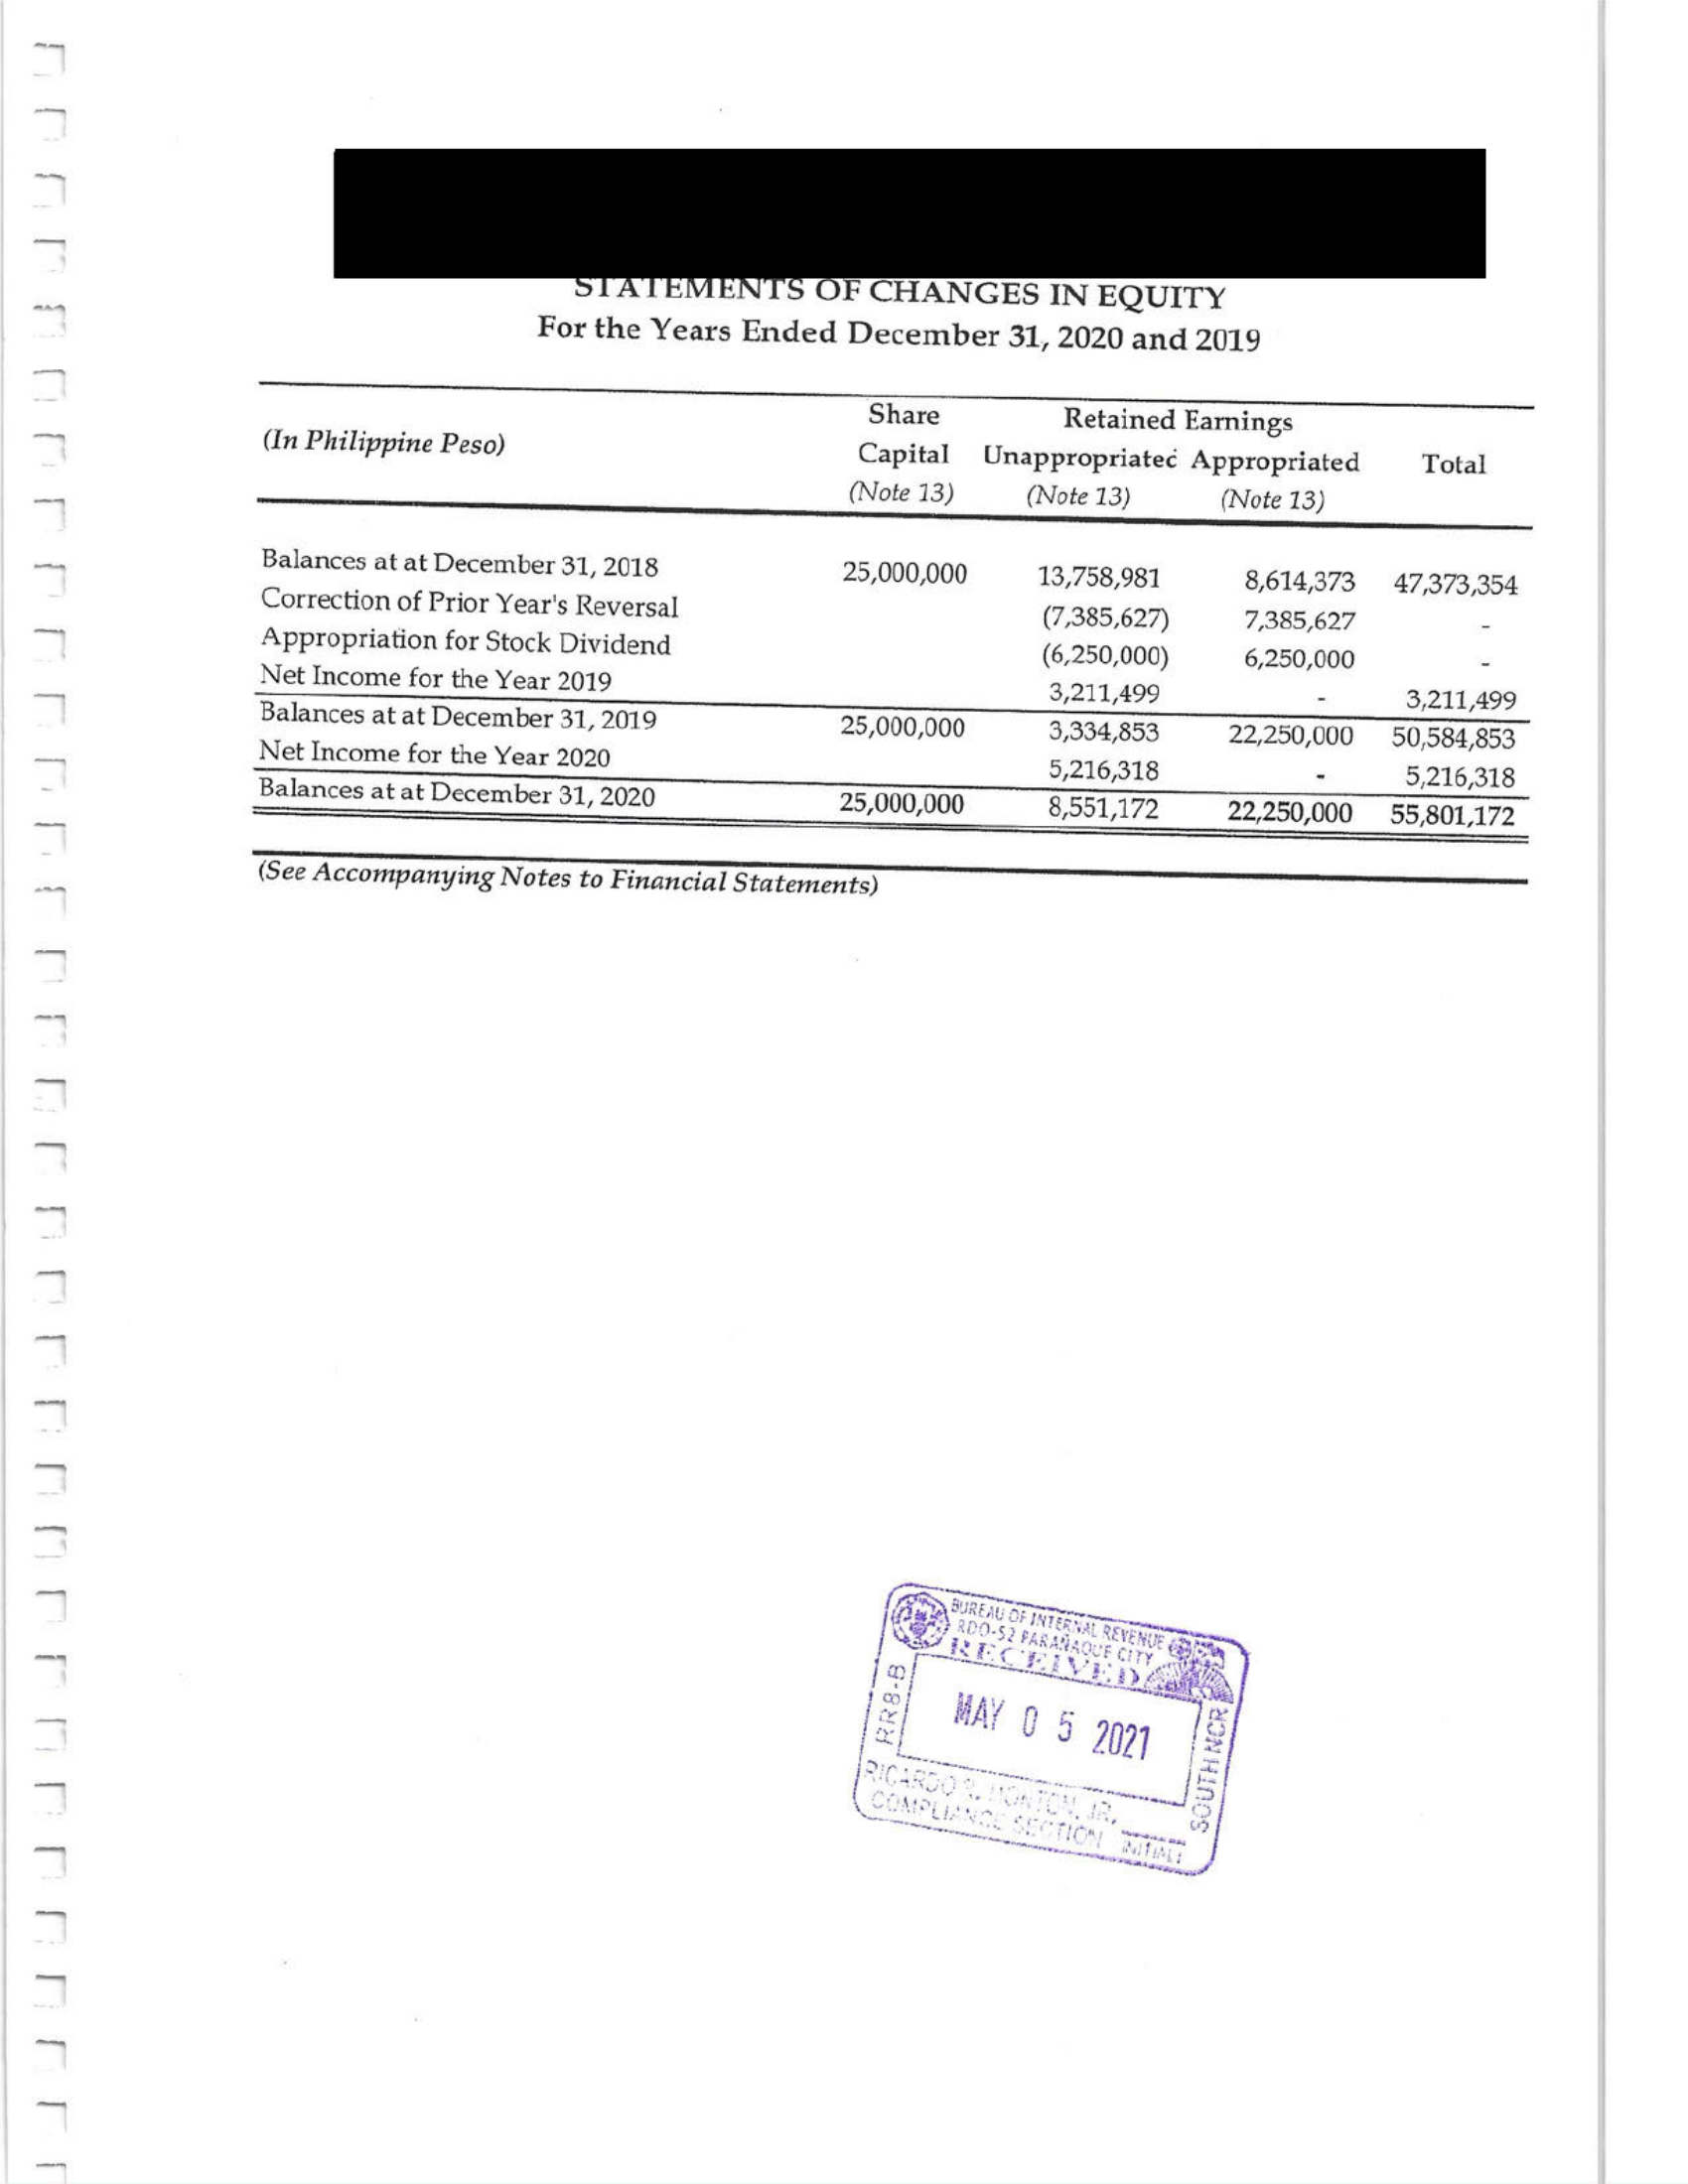 STATEMENTS OF CHANGES IN EQUITY
For the Years Ended December 31, 2020 and 2019
Share Retained Earnings
(In Philippine Peso) Capital Unappropriated Appropriated Total
(Note 13) (Note 13) (Note 13)
Balances at at December 31, 2018 25,000,000 13,758,981 8,614,373 47,373,354
Correction of Prior Year's Reversal (7,385,627) 7,385,627 -
Appropriation for Stock Dividend (6,250,000) 6,250,000 -
Net Income for the Year 2019 3,211,499 - 3,211,499
Balances at at December 31, 2019 25,000,000 3,334,853 22,250,000 50,584,853
Net Income for the Year 2020 5,216,318 - 5,216,318
Balances at at December 31, 2020 25,000,000 8,551,172 22,250,000 55,801,172
(See Accompanying Notes to Financial Statements)
BUREAU OF INTERNAL REVENUE
RDO-52 PARAÑAQUE CITY
RECEIVED
RR8-B
MAY 05 2021
SOUTH NCR
RICARDO JR.
COMPLIANCE SECTION INITIAL